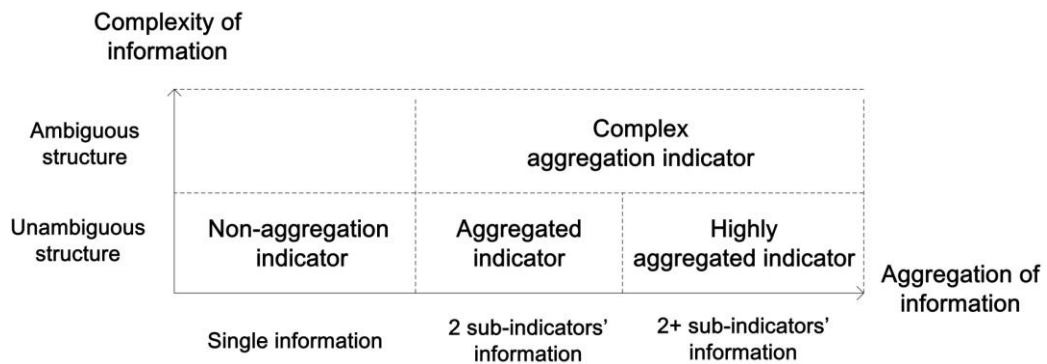 Complexity of
information
Ambiguous
structure
Complex
aggregation indicator
Unambiguous
structure
Non-aggregation
indicator
Aggregated
indicator
Highly
aggregated indicator
Aggregation of
information
Single information
2 sub-indicators'
information
2+ sub-indicators'
information